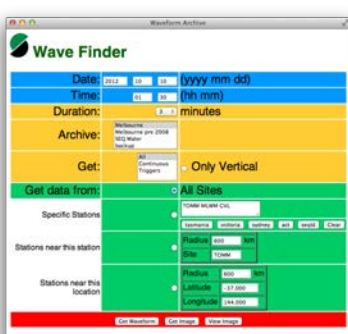 Waveform Archive
Wave Finder
Date: 2012 10 10 (yyyy mm dd)
Time: 01 30 (hh mm)
Duration: 3 minutes
Archive: Melbourne
Melbourne pre 2008
SEQ Water
backup
Get: All
Continuous
Triggers
Only Vertical
Get data from: All Sites
Specific Stations TOMM MLWM CVL
tasmania victoria sydney act seqld Clear
Stations near this station Radius 600 km
Site TOMM
Stations near this location Radius 600 km
Latitude -37.000
Longitude 144.000
Get Waveform Get Image View Image